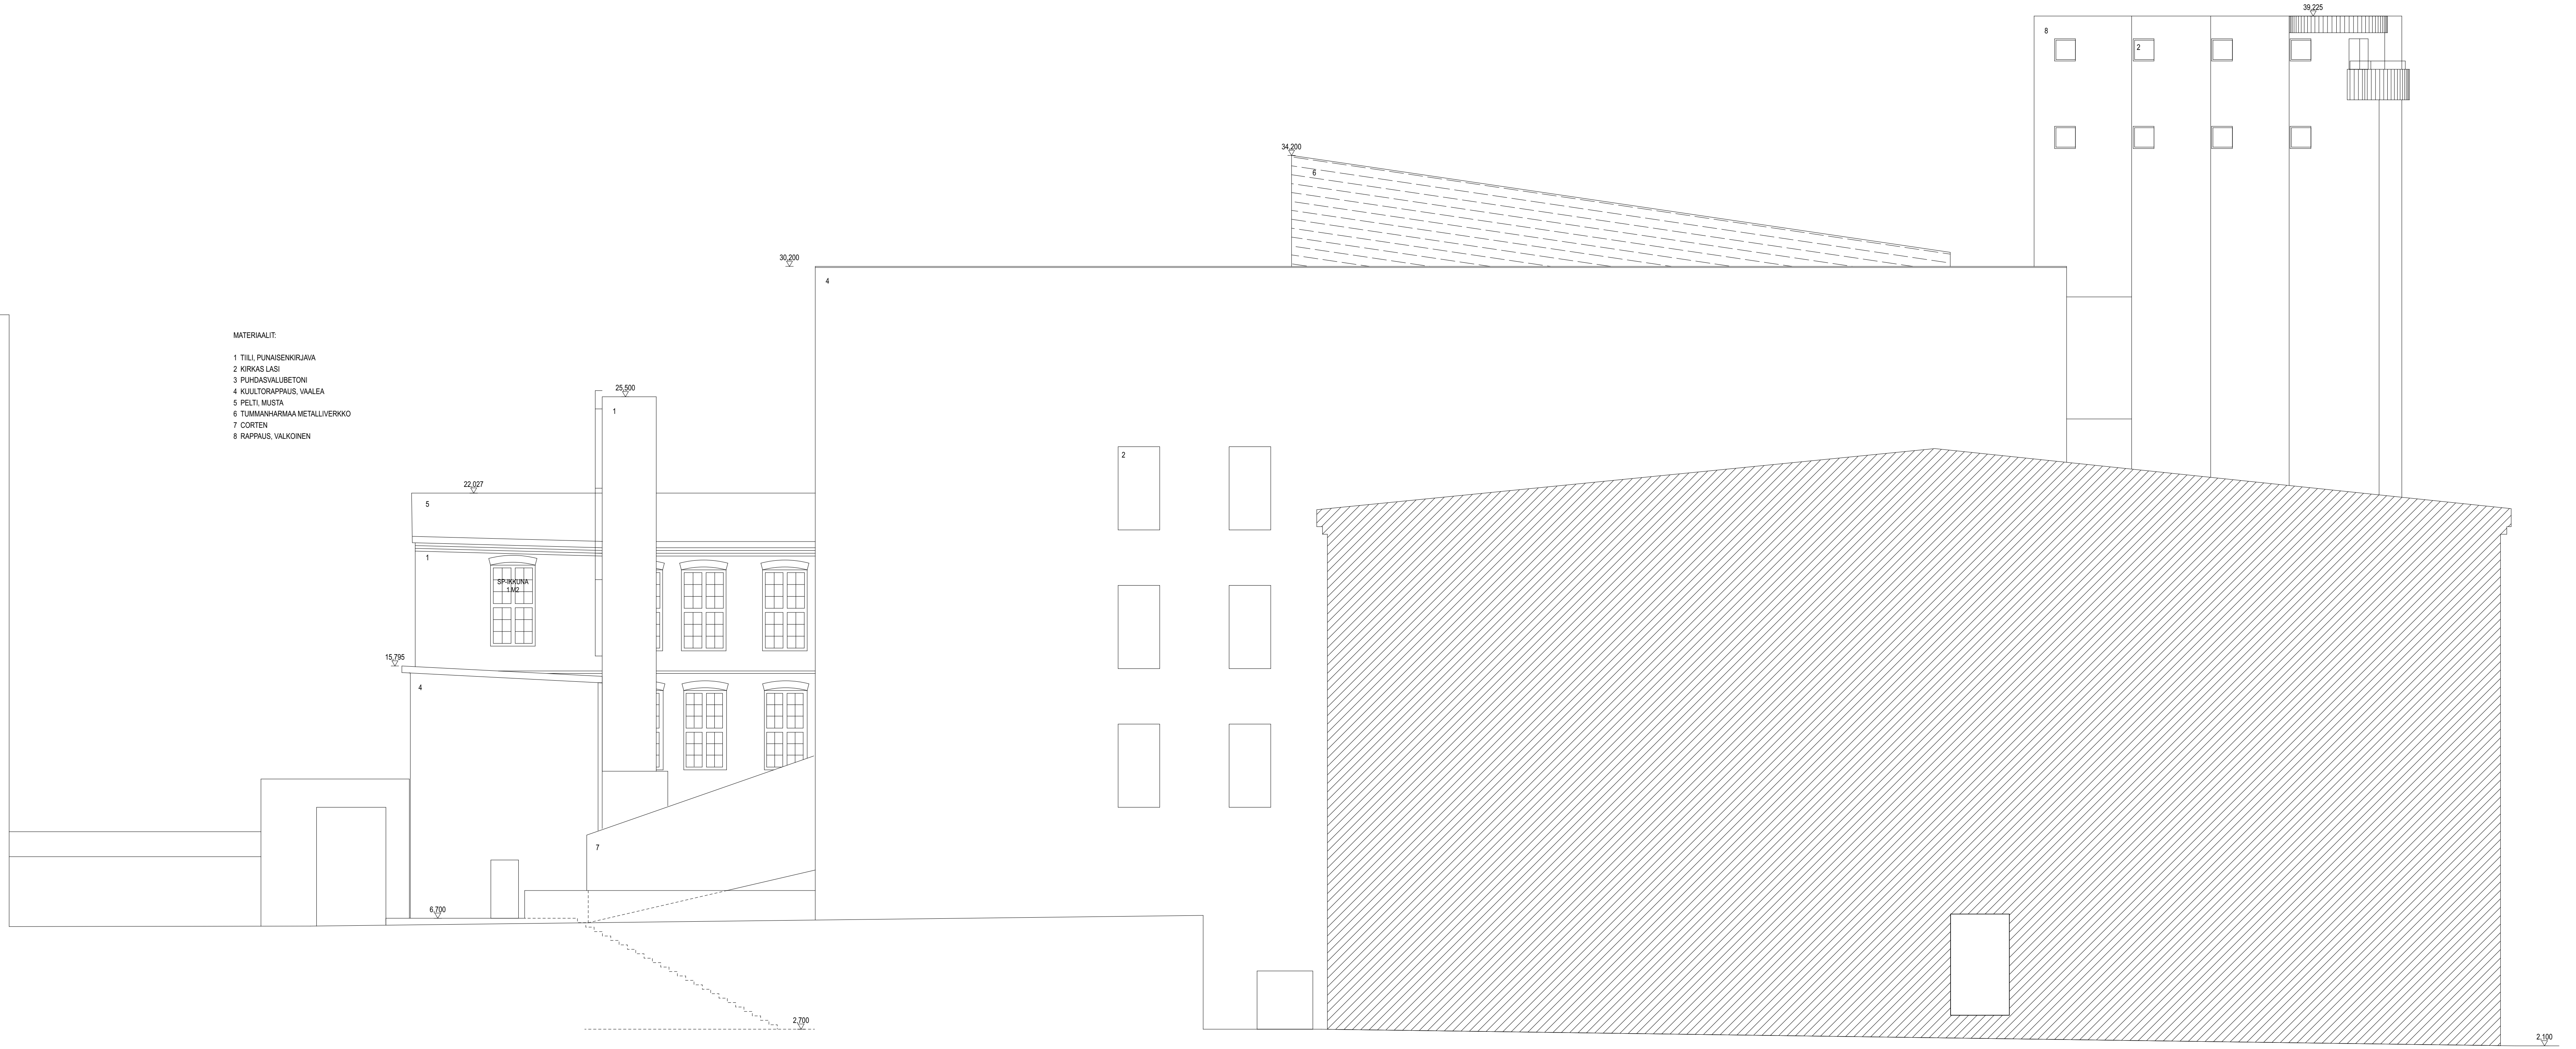 39,225
8
2
34,200
6
30,200
4
MATERIAALIT:
1 TIILI, PUNAISENKIRJAVA
2 KIRKAS LASI
3 PUHDASVALUBETONI
4 KUULTORAPPAUS, VAALEA
5 PELTI, MUSTA
6 TUMMANHARMAA METALLIVERKKO
7 CORTEN
8 RAPPAUS, VALKOINEN
25,500
1
2
22,027
5
1
SP-IKKUNA
1 M2
15,795
4
7
6,700
2,700
2,100